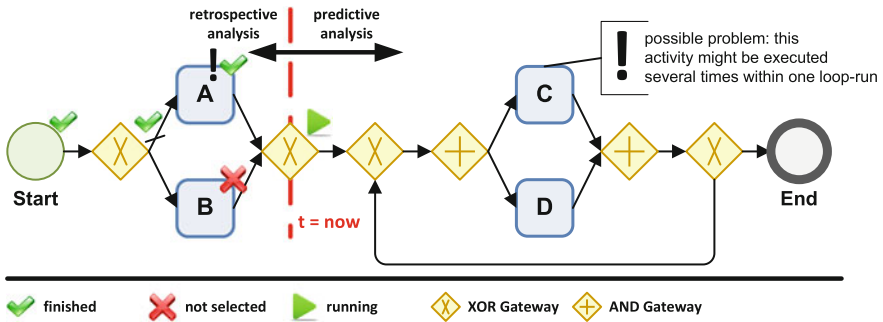 retrospective
analysis
predictive
analysis
!
A
B
C
D
!
possible problem: this
activity might be executed
several times within one loop-run
Start
t = now
End
finished
not selected
running
XOR Gateway
AND Gateway